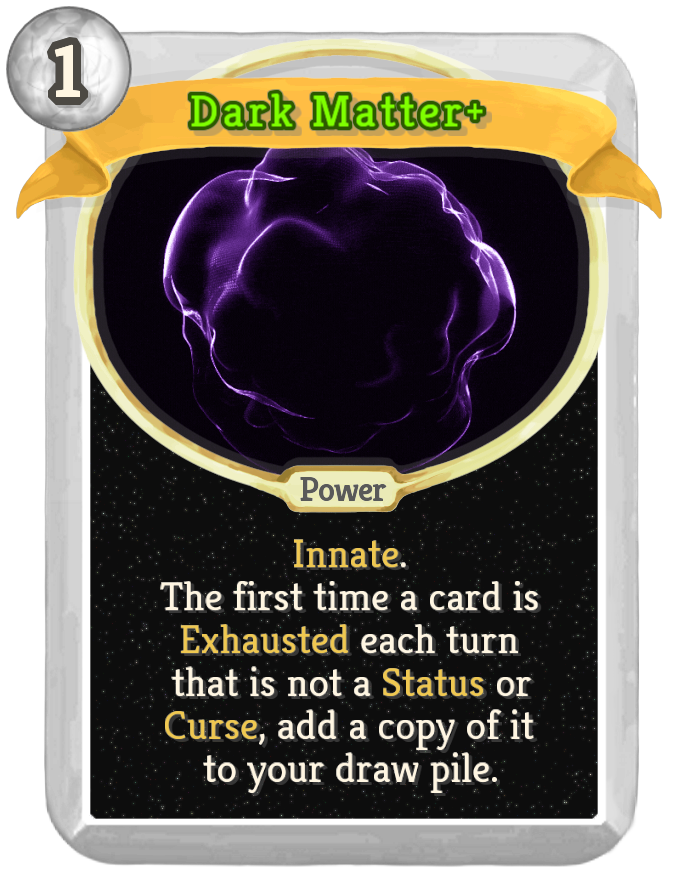 1
Dark Matter+
Power
Innate.
The first time a card is
Exhausted each turn
that is not a Status or
Curse, add a copy of it
to your draw pile.